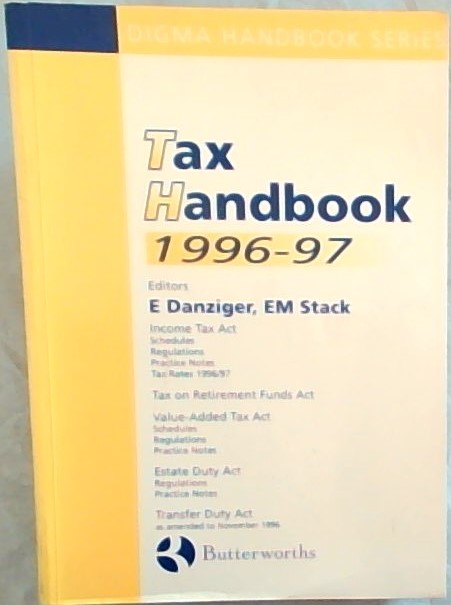 DIGMA HANDBOOK SERIES
Tax
Handbook
1996-97
Editors
E Danziger, EM Stack
Income Tax Act
Schedules
Regulations
Practice Notes
Tax Rates 1996/97
Tax on Retirement Funds Act
Value-Added Tax Act
Schedules
Regulations
Practice Notes
Estate Duty Act
Regulations
Practice Notes
Transfer Duty Act
as amended to November 1996
Butterworths